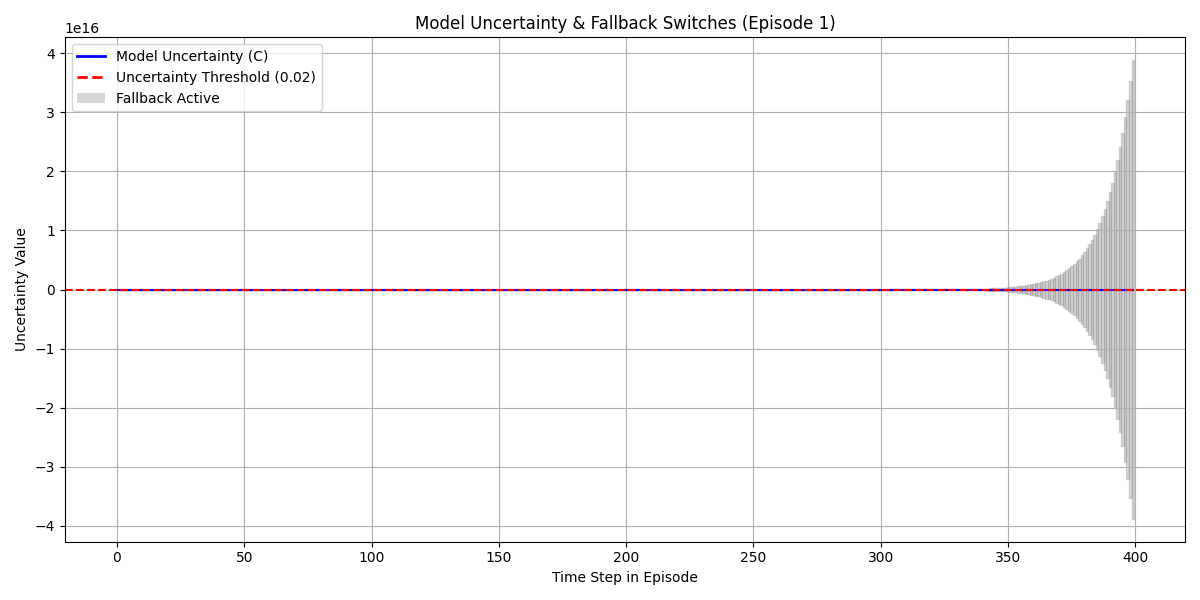 Model Uncertainty & Fallback Switches (Episode 1)
1e16
Model Uncertainty (C)
Uncertainty Threshold (0.02)
Fallback Active
4
3
2
1
0
−1
−2
−3
−4
Uncertainty Value
0 50 100 150 200 250 300 350 400
Time Step in Episode